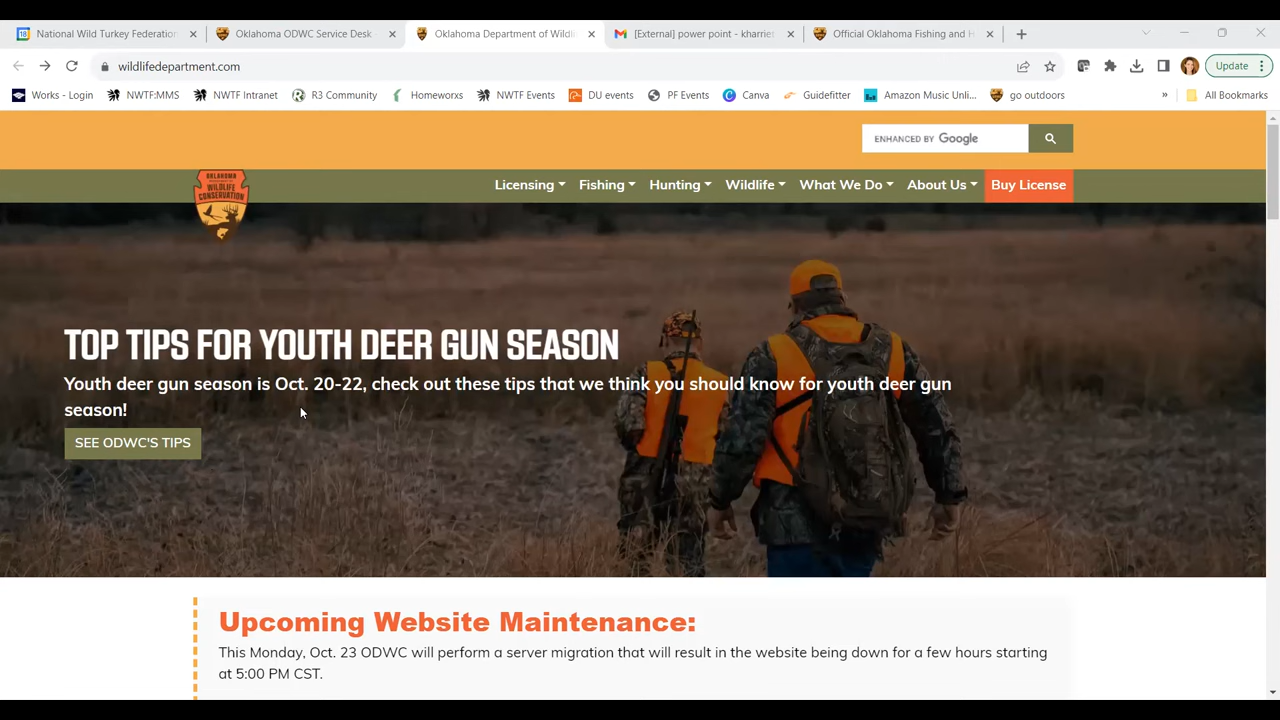 18 National Wild Turkey Federation
Oklahoma ODWC Service Desk
Oklahoma Department of Wildli
[External] power point - kharriet
Official Oklahoma Fishing and H
wildlifedepartment.com
Update
Works - Login
NWTF:MMS
NWTF Intranet
R3 Community
Homeworxs
NWTF Events
DU events
PF Events
Canva
Guidefitter
Amazon Music Unli...
go outdoors
»
All Bookmarks
ENHANCED BY Google
OKLAHOMA
WILDLIFE
CONSERVATION
Licensing
Fishing
Hunting
Wildlife
What We Do
About Us
Buy License
TOP TIPS FOR YOUTH DEER GUN SEASON
Youth deer gun season is Oct. 20-22, check out these tips that we think you should know for youth deer gun
season!
SEE ODWC'S TIPS
Upcoming Website Maintenance:
This Monday, Oct. 23 ODWC will perform a server migration that will result in the website being down for a few hours starting
at 5:00 PM CST.